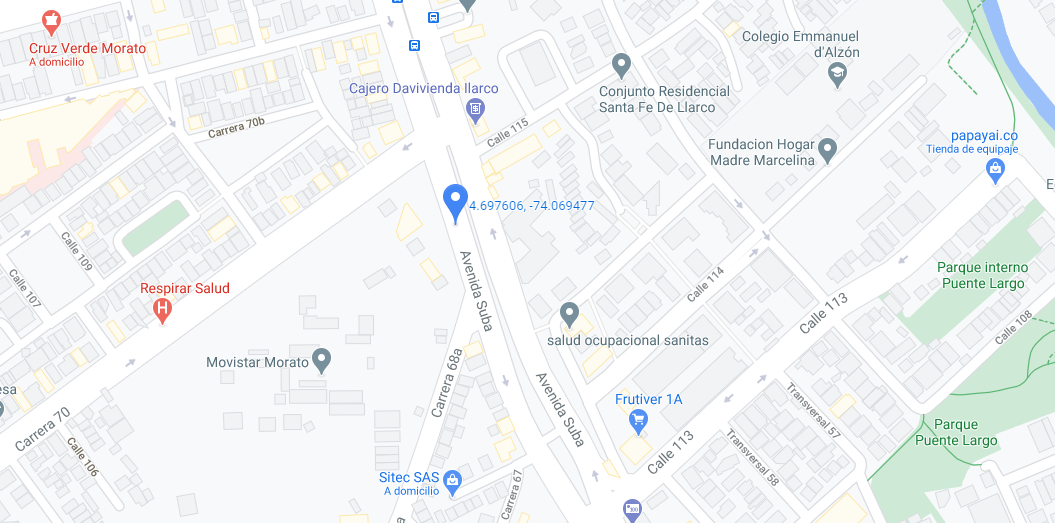 Cruz Verde Morato
A domicilio
Cajero Davivienda Ilarco
Carrera 70b
Calle 115
Conjunto Residencial
Santa Fe De LLarco
Colegio Emmanuel
d'Alzón
Fundacion Hogar
Madre Marcelina
papayai.co
Tienda de equipaje
E
4.697606, -74.069477
Calle 109
Calle 107
Respirar Salud
Avenida Suba
Calle 114
Parque interno
Puente Largo
Calle 113
Calle 108
salud ocupacional sanitas
Movistar Morato
Carrera 68a
esa
Carrera 70
Calle 106
Avenida Suba
Frutiver 1A
Transversal 57
Parque
Puente Largo
Calle 113
Transversal 58
Sitec SAS
A domicilio
Carrera 67
a